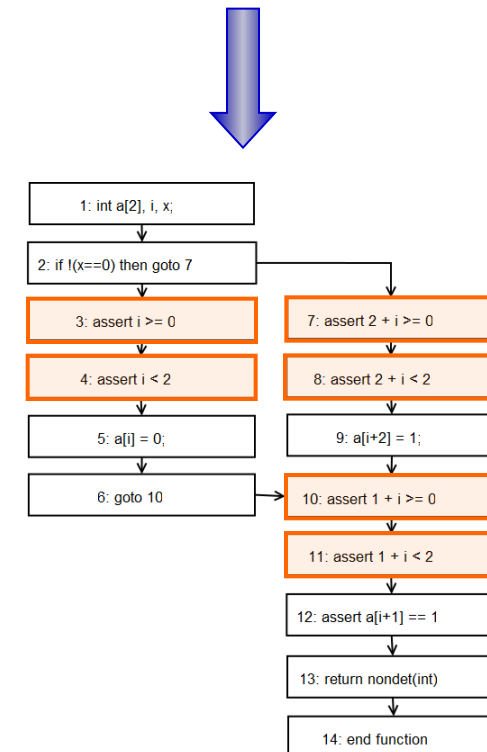 1: int a[2], i, x;
2: if !(x==0) then goto 7
3: assert i >= 0
4: assert i < 2
5: a[i] = 0;
6: goto 10
7: assert 2 + i >= 0
8: assert 2 + i < 2
9: a[i+2] = 1;
10: assert 1 + i >= 0
11: assert 1 + i < 2
12: assert a[i+1] == 1
13: return nondet(int)
14: end function